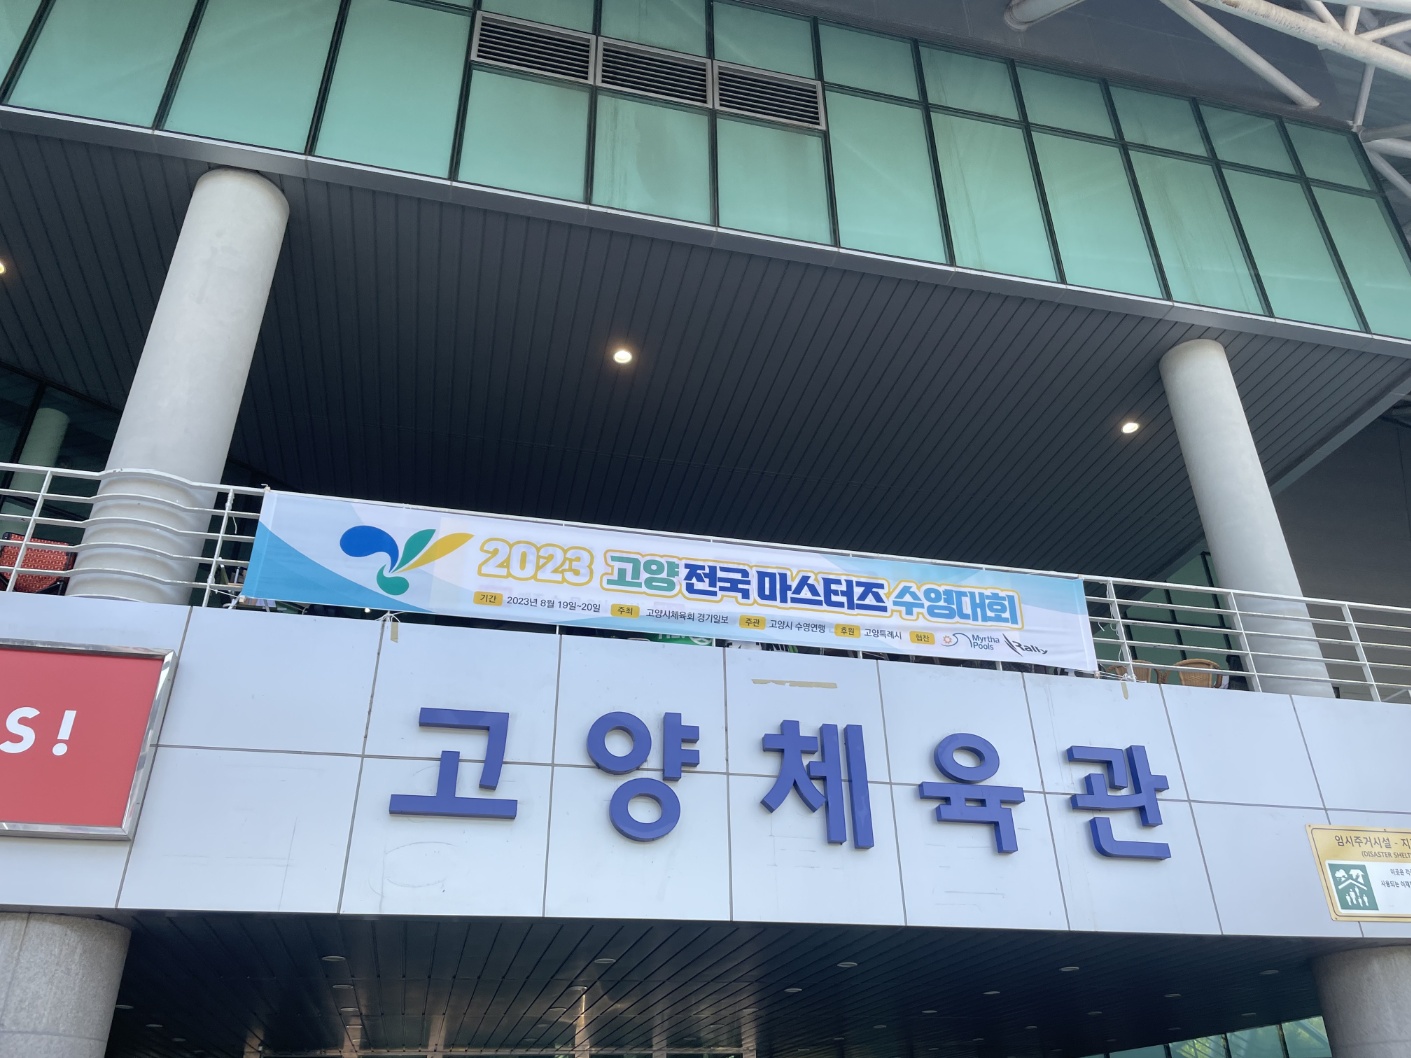 2023 고양 전국 마스터즈 수영대회
기간 2023년 8월 19일~20일 주최 고양시체육회 경기일보 주관 고양시 수영연맹 후원 고양특례시 협찬 Myrtha Pools Rally
S!
고양체육관
임시주거시설 - 지
(DISASTER SHELT